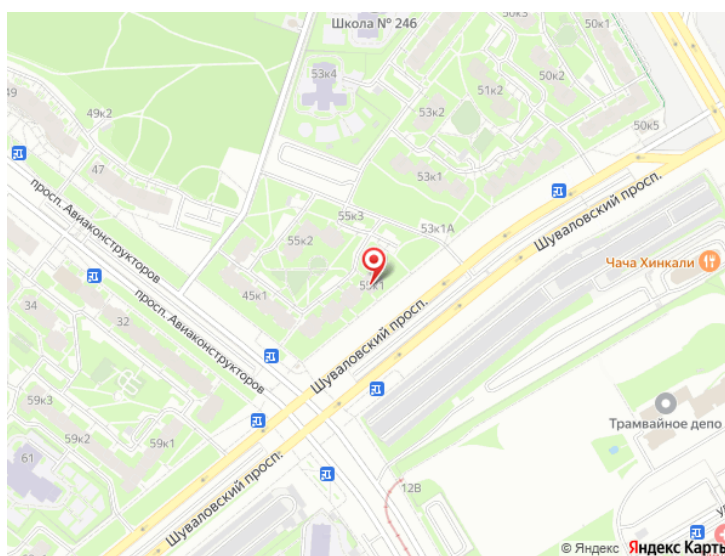 50к3
50к1
Школа № 246
53к4
50к2
51к2
49
49к2
53к2
50к5
47
53к1
просп. Авиаконструкторов
55к3
53к1А
Шуваловский просп.
55к2
Чача Хинкали
55к1
45к1
просп. Авиаконструкторов
34
32
Шуваловский просп.
59к3
Трамвайное депо
59к2
59к1
61
Шуваловский просп.
12В
© Яндекс Яндекс Карты